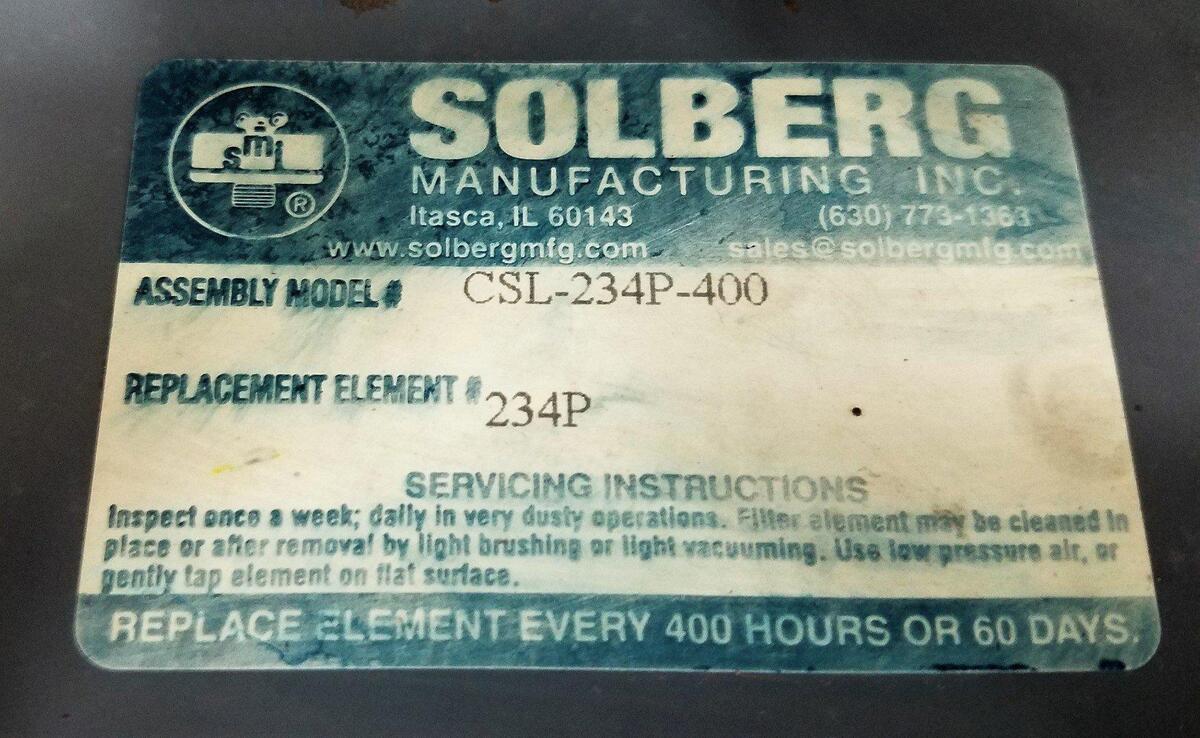 SOLBERG
smi
®
MANUFACTURING INC.
Itasca, IL 60143 (630) 773-1363
www.solbergmfg.com sales@solbergmfg.com
ASSEMBLY MODEL # CSL-234P-400
REPLACEMENT ELEMENT # 234P
SERVICING INSTRUCTIONS
Inspect once a week; daily in very dusty operations. Filter element may be cleaned in
place or after removal by light brushing or light vacuuming. Use low pressure air, or
gently tap element on flat surface.
REPLACE ELEMENT EVERY 400 HOURS OR 60 DAYS.